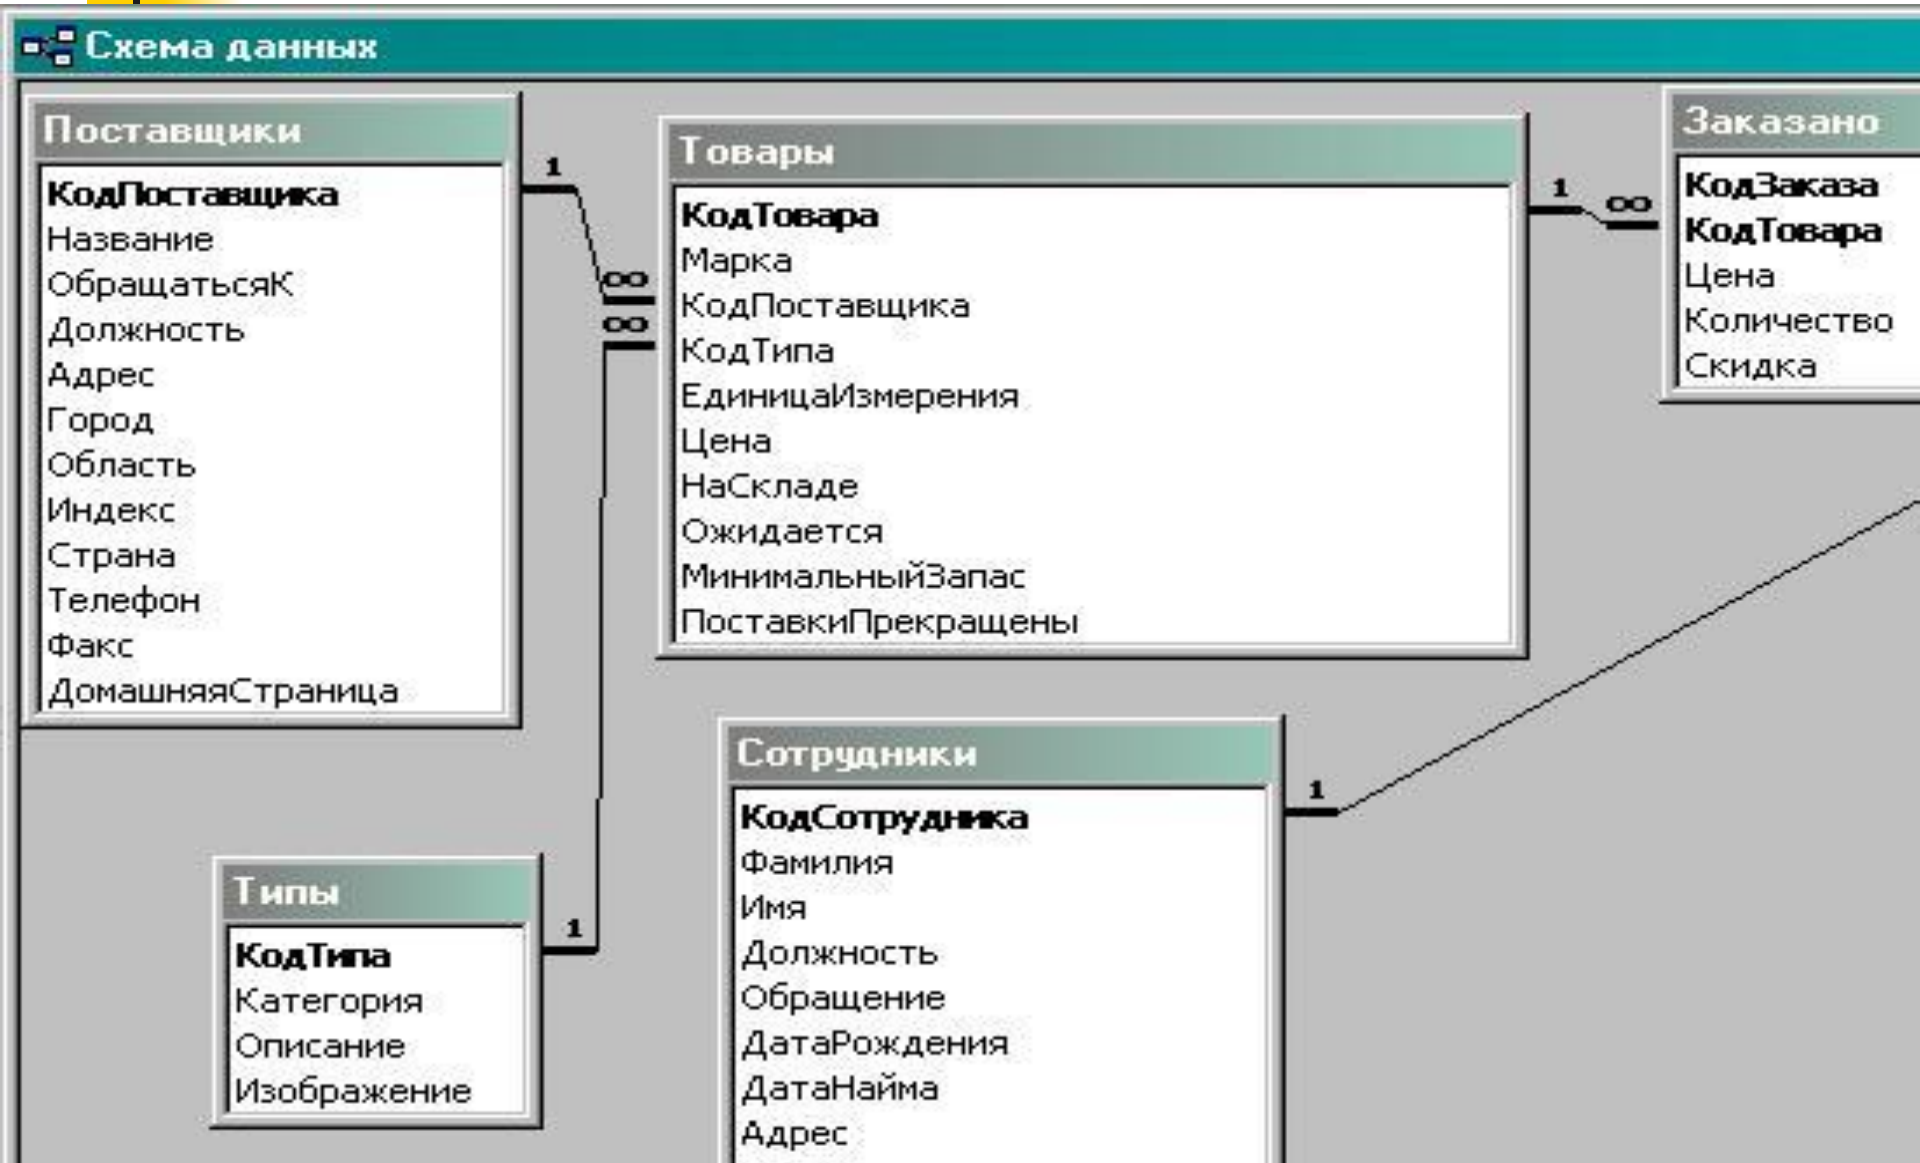 Схема данных
Поставщики
КодПоставщика
Название
ОбращатьсяК
Должность
Адрес
Город
Область
Индекс
Страна
Телефон
Факс
ДомашняяСтраница
1
∞
∞
Товары
КодТовара
Марка
КодПоставщика
КодТипа
ЕдиницаИзмерения
Цена
НаСкладе
Ожидается
МинимальныйЗапас
ПоставкиПрекращены
1
∞
Заказано
КодЗаказа
КодТовара
Цена
Количество
Скидка
Типы
КодТипа
Категория
Описание
Изображение
1
Сотрудники
КодСотрудника
Фамилия
Имя
Должность
Обращение
ДатаРождения
ДатаНайма
Адрес
1